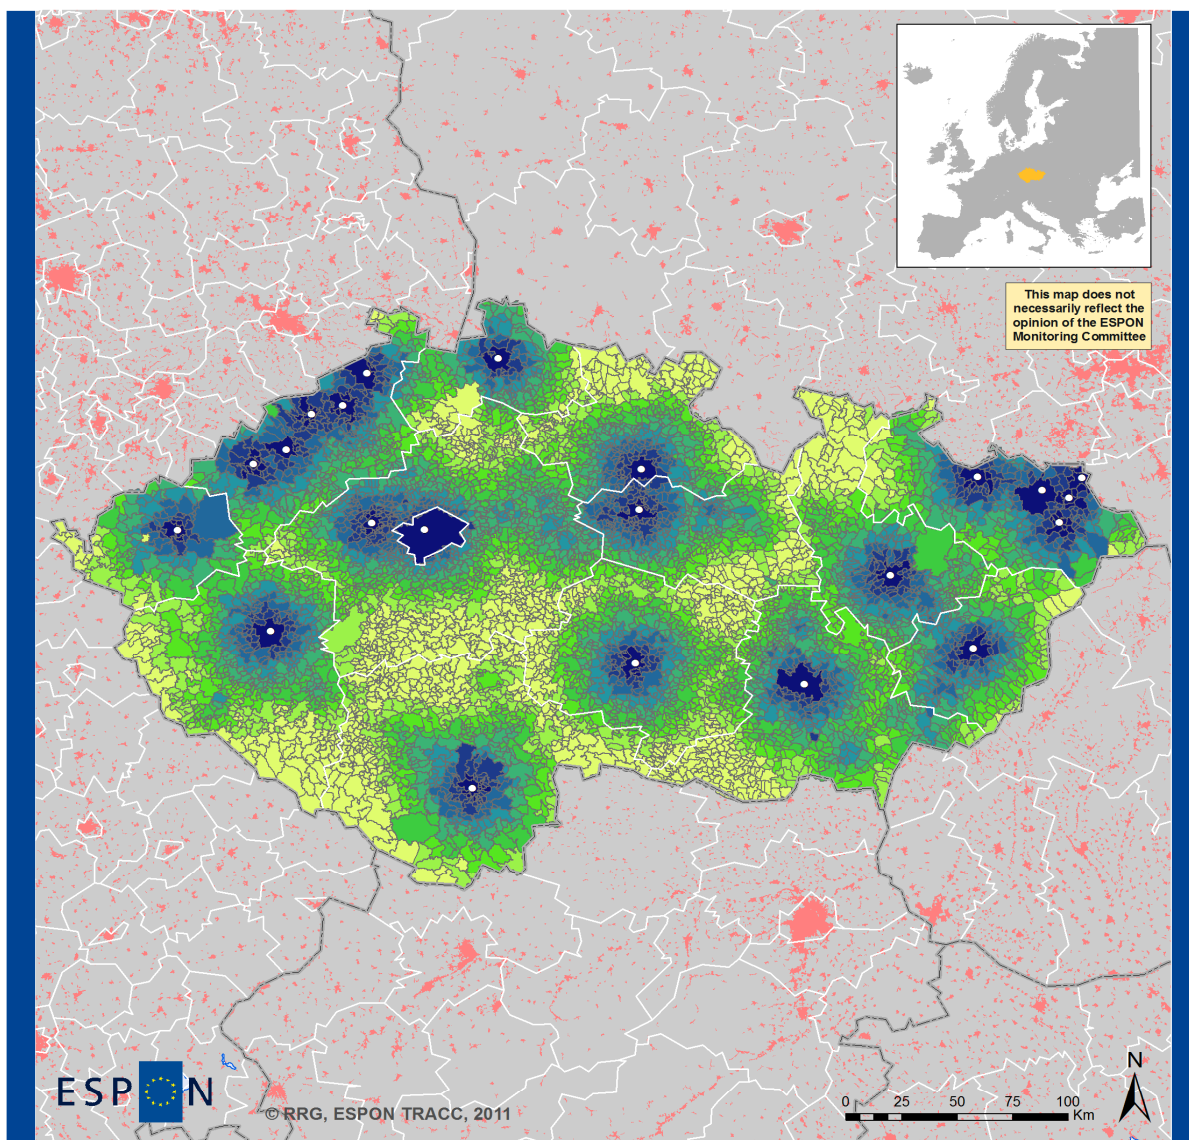 This map does not
necessarily reflect the
opinion of the ESPON
Monitoring Committee
ESPON
© RRG, ESPON TRACC, 2011
N
0 25 50 75 100
Km